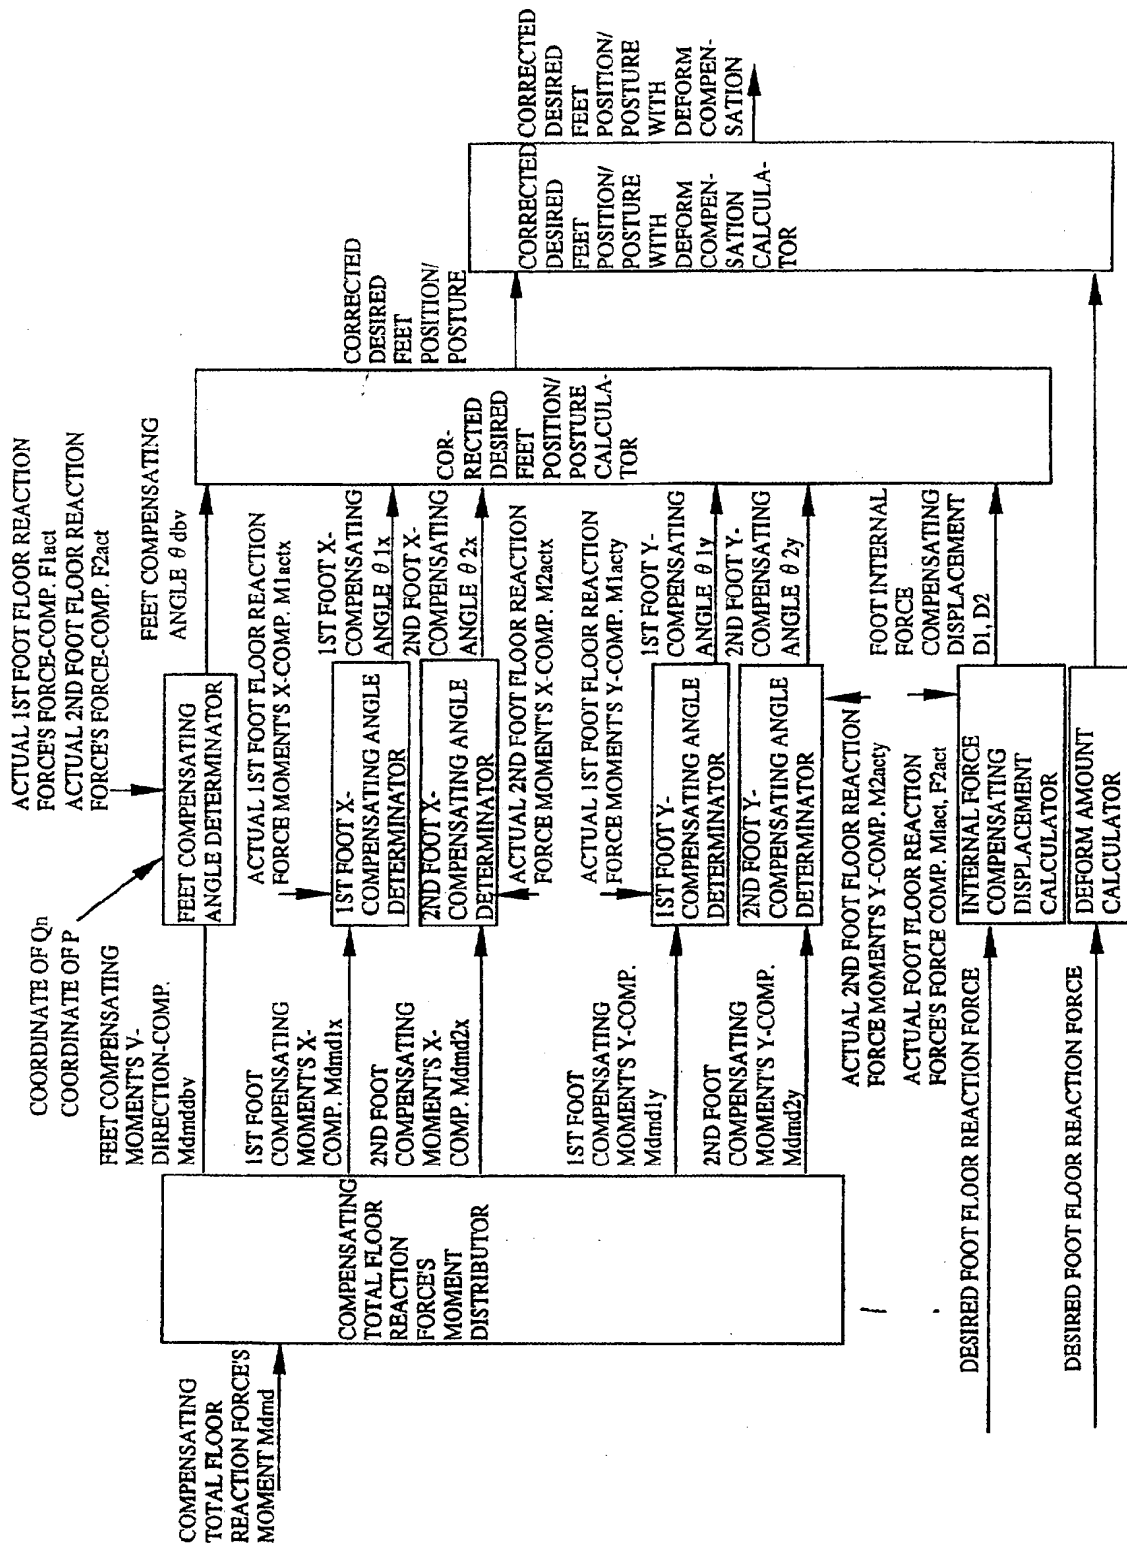 COMPENSATING
TOTAL FLOOR
REACTION FORCE'S
MOMENT Mdmd
COMPENSATING
TOTAL FLOOR
REACTION
FORCE'S
MOMENT
DISTRIBUTOR
COORDINATE OF Qn
COORDINATE OF P
FEET COMPENSATING
MOMENT'S V-
DIRECTION-COMP.
Mdmddbv
1ST FOOT
COMPENSATING
MOMENT'S X-
COMP. Mdmd1x
2ND FOOT
COMPENSATING
MOMENT'S X-
COMP. Mdmd2x
1ST FOOT
COMPENSATING
MOMENT'S Y-COMP.
Mdmd1y
2ND FOOT
COMPENSATING
MOMENT'S Y-COMP.
Mdmd2y
DESIRED FOOT FLOOR REACTION FORCE
DESIRED FOOT FLOOR REACTION FORCE
ACTUAL 1ST FOOT FLOOR REACTION
FORCE'S FORCE-COMP. F1act
ACTUAL 2ND FOOT FLOOR REACTION
FORCE'S FORCE-COMP. F2act
FEET COMPENSATING
ANGLE DETERMINATOR
ACTUAL 1ST FOOT FLOOR REACTION
FORCE MOMENT'S X-COMP. M1actx
1ST FOOT X-
COMPENSATING ANGLE
DETERMINATOR
2ND FOOT X-
COMPENSATING ANGLE
DETERMINATOR
ACTUAL 2ND FOOT FLOOR REACTION
FORCE MOMENT'S X-COMP. M2actx
ACTUAL 1ST FOOT FLOOR REACTION
FORCE MOMENT'S Y-COMP. M1acty
1ST FOOT Y-
COMPENSATING ANGLE
DETERMINATOR
2ND FOOT Y-
COMPENSATING ANGLE
DETERMINATOR
ACTUAL 2ND FOOT FLOOR REACTION
FORCE MOMENT'S Y-COMP. M2acty
ACTUAL FOOT FLOOR REACTION
FORCE'S FORCE COMP. M1act, F2act
INTERNAL FORCE
COMPENSATING
DISPLACEMENT
CALCULATOR
DEFORM AMOUNT
CALCULATOR
FEET COMPENSATING
ANGLE θ dbv
1ST FOOT X-
COMPENSATING
ANGLE θ 1x
2ND FOOT X-
COMPENSATING
ANGLE θ 2x
1ST FOOT Y-
COMPENSATING
ANGLE θ 1y
2ND FOOT Y-
COMPENSATING
ANGLE θ 2y
FOOT INTERNAL
FORCE
COMPENSATING
DISPLACEMENT
D1, D2
COR-
RECTED
DESIRED
FEET
POSITION/
POSTURE
CALCULA-
TOR
CORRECTED
DESIRED
FEET
POSITION/
POSTURE
CORRECTED
DESIRED
FEET
POSITION/
POSTURE
WITH
DEFORM
COMPEN-
SATION
CALCULA-
TOR
CORRECTED
DESIRED
FEET
POSITION/
POSTURE
WITH
DEFORM
COMPEN-
SATION